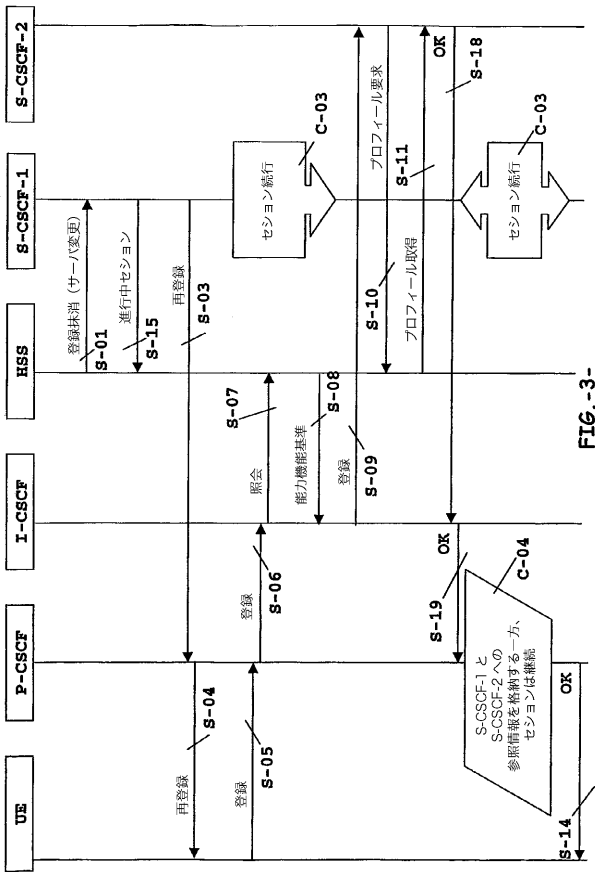 UE
P-CSCF
I-CSCF
HSS
S-CSCF-1
S-CSCF-2
登録抹消（サーバ変更）
S-01
進行中セション
S-15
再登録
S-03
再登録
S-04
登録
S-05
登録
S-06
照会
S-07
セション続行
C-03
能力機能基準
S-08
登録
S-09
プロフィール要求
S-10
プロフィール取得
S-11
OK
S-18
OK
S-19
S-CSCF-1 と
S-CSCF-2 への
参照情報を格納する一方、
セションは継続
C-04
セション続行
C-03
OK
S-14
FIG.-3-